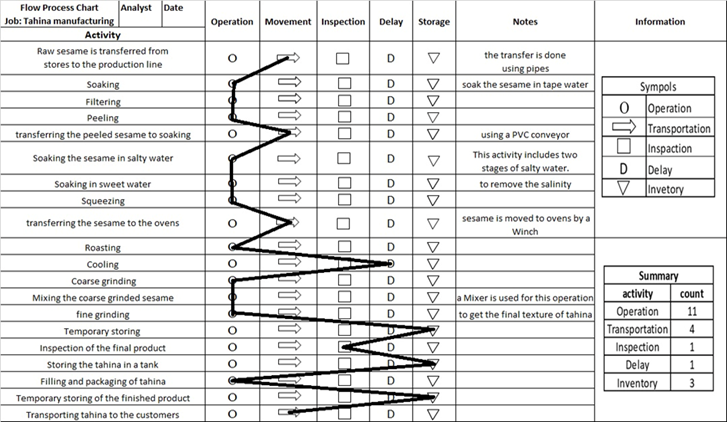 Flow Process Chart
Job: Tahina manufacturing
Analyst
Date
Operation
Movement
Inspection
Delay
Storage
Notes
Information
Activity
Raw sesame is transferred from
stores to the production line
O
D
the transfer is done
using pipes
Soaking
O
D
soak the sesame in tape water
Filtering
O
D
Peeling
O
D
transferring the peeled sesame to soaking
O
D
using a PVC conveyor
Soaking the sesame in salty water
O
D
This activity includes two
stages of salty water.
Soaking in sweet water
O
D
to remove the salinity
Squeezing
O
D
transferring the sesame to the ovens
O
D
sesame is moved to ovens by a
Winch
Roasting
O
D
Cooling
O
D
Coarse grinding
O
D
Mixing the coarse grinded sesame
O
D
a Mixer is used for this operation
fine grinding
O
D
to get the final texture of tahina
Temporary storing
O
D
Inspection of the final product
O
D
Storing the tahina in a tank
O
D
Filling and packaging of tahina
O
D
Temporary storing of the finished product
O
D
Transporting tahina to the customers
O
D
Sympols
O Operation
Transportation
Inspaction
D Delay
Invetory
Summary
activity count
Operation 11
Transportation 4
Inspection 1
Delay 1
Inventory 3